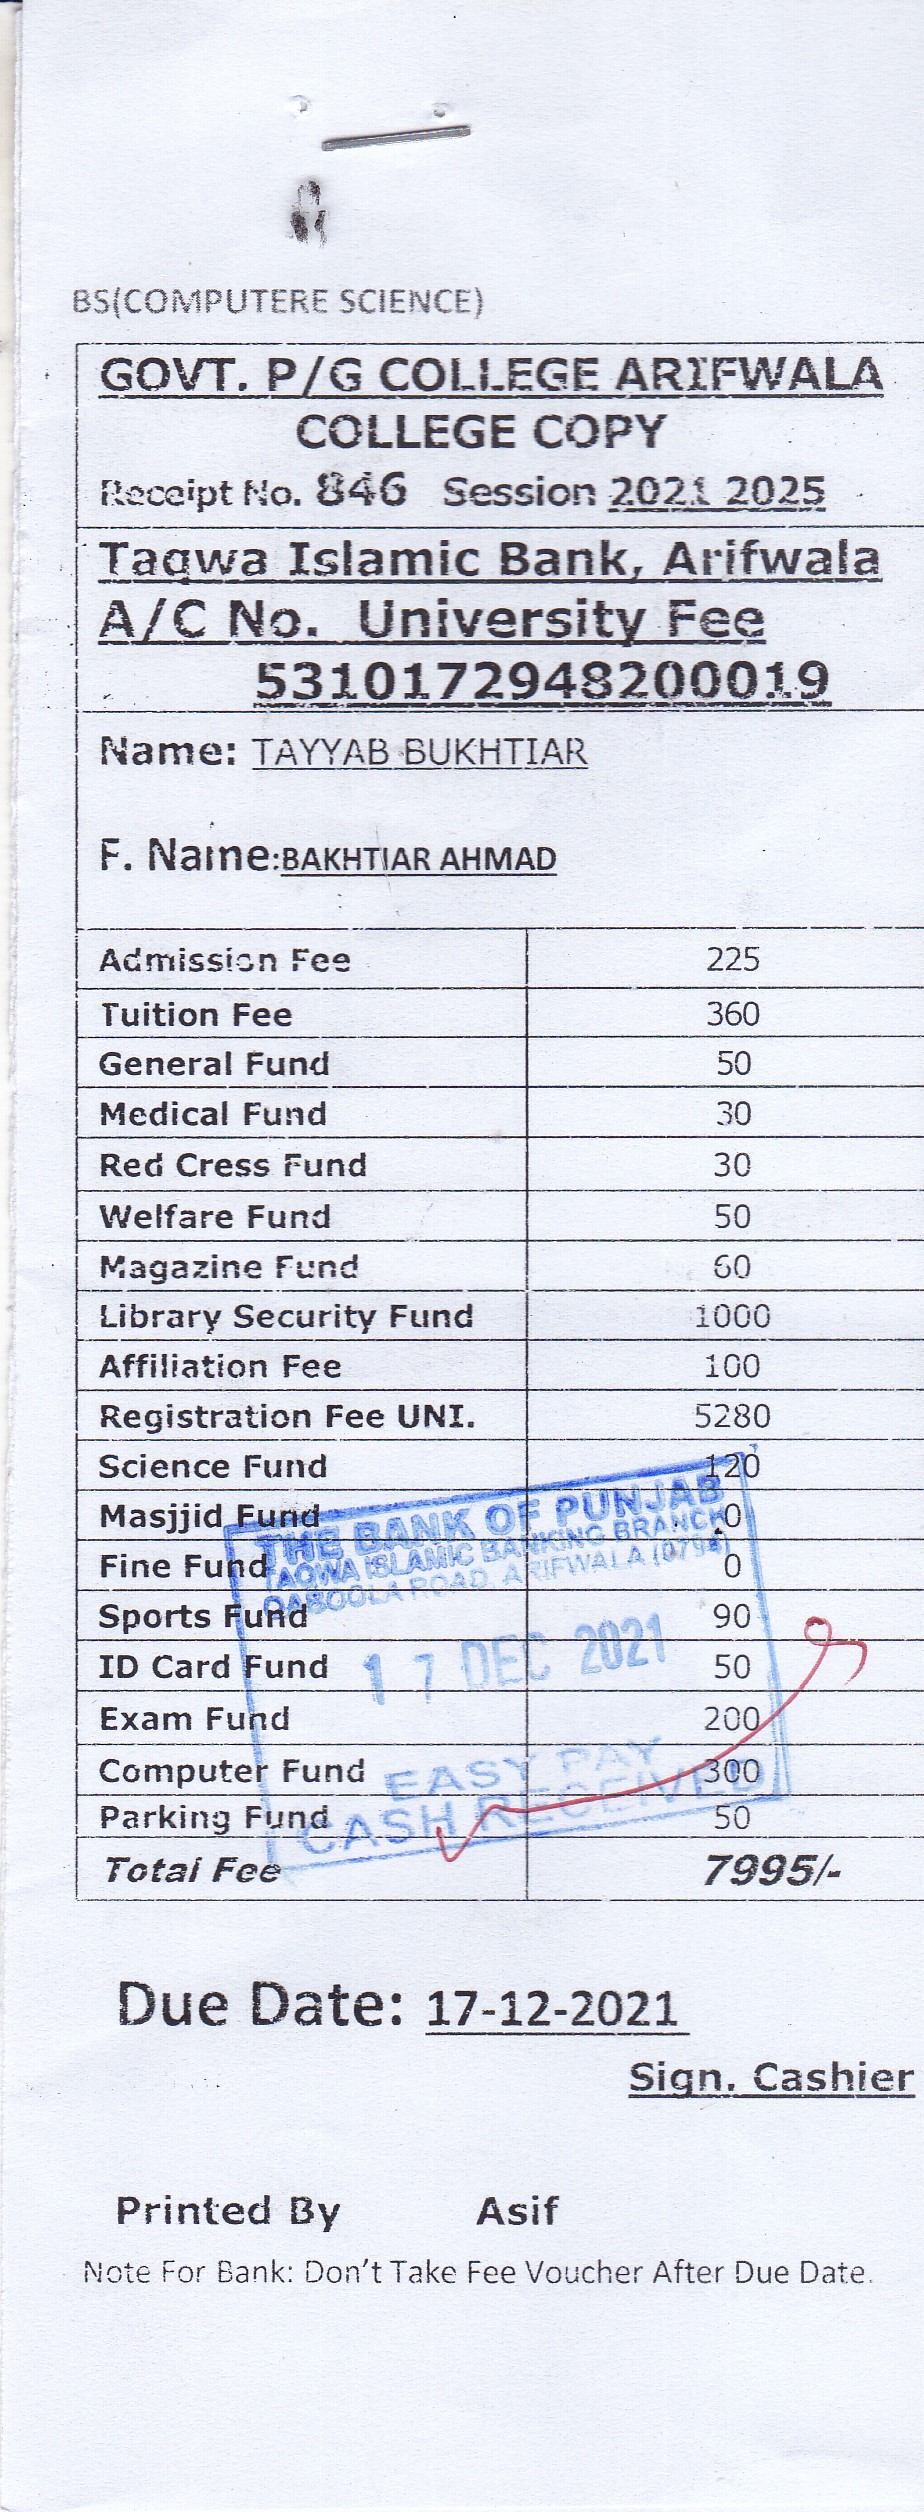 BS(COMPUTERE SCIENCE)
GOVT. P/G COLLEGE ARIFWALA
COLLEGE COPY
Receipt No. 846 Session 2021 2025
Taqwa Islamic Bank, Arifwala
A/C No. University Fee
5310172948200019
Name: TAYYAB BUKHTIAR
F. Name:BAKHTIAR AHMAD
Admission Fee 225
Tuition Fee 360
General Fund 50
Medical Fund 30
Red Cress Fund 30
Welfare Fund 50
Magazine Fund 60
Library Security Fund 1000
Affiliation Fee 100
Registration Fee UNI. 5280
Science Fund 120
Masjjid Fund 0
Fine Fund 0
Sports Fund 90
ID Card Fund 50
Exam Fund 200
Computer Fund 300
Parking Fund 50
Total Fee 7995/-
THE BANK OF PUNJAB
TAQWA ISLAMIC BANKING BRANCH
QABOOLA ROAD, ARIFWALA (0794)
17 DEC 2021
EASY PAY
CASH RECEIVED
Due Date: 17-12-2021
Sign. Cashier
Printed By Asif
Note For Bank: Don't Take Fee Voucher After Due Date.